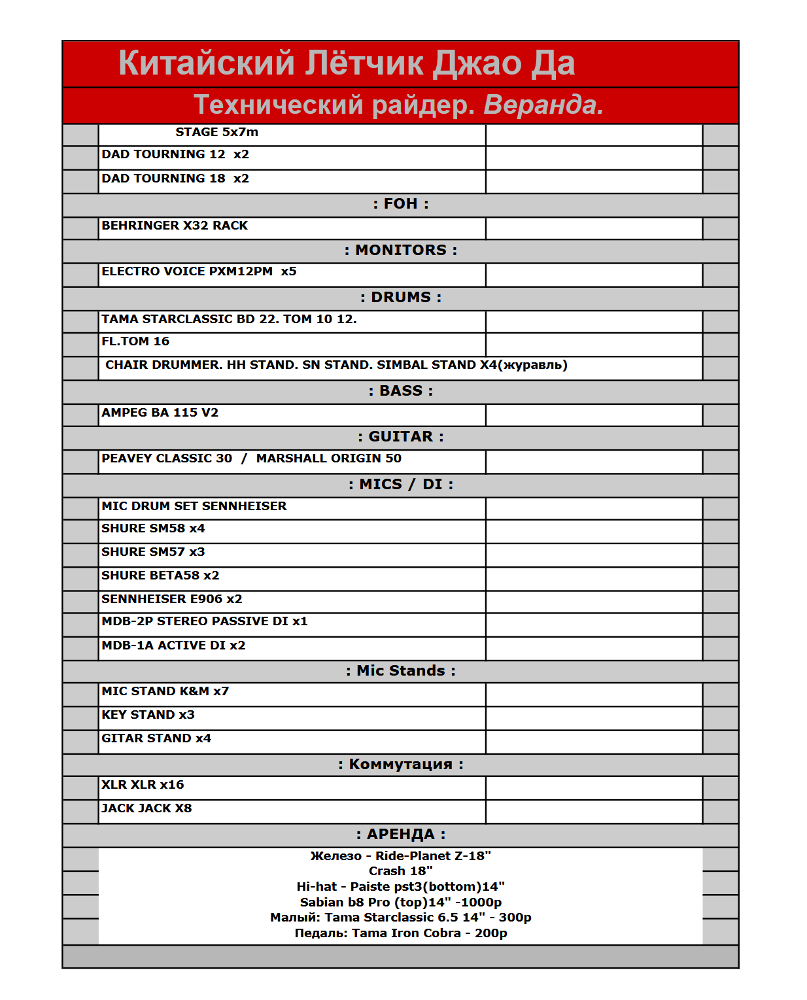 Китайский Лётчик Джао Да
Технический райдер. Веранда.
STAGE 5x7m
DAD TOURNING 12 x2
DAD TOURNING 18 x2
: FOH :
BEHRINGER X32 RACK
: MONITORS :
ELECTRO VOICE PXM12PM x5
: DRUMS :
TAMA STARCLASSIC BD 22. TOM 10 12.
FL.TOM 16
CHAIR DRUMMER. HH STAND. SN STAND. SIMBAL STAND X4(журавль)
: BASS :
AMPEG BA 115 V2
: GUITAR :
PEAVEY CLASSIC 30 / MARSHALL ORIGIN 50
: MICS / DI :
MIC DRUM SET SENNHEISER
SHURE SM58 x4
SHURE SM57 x3
SHURE BETA58 x2
SENNHEISER E906 x2
MDB-2P STEREO PASSIVE DI x1
MDB-1A ACTIVE DI x2
: Mic Stands :
MIC STAND K&M x7
KEY STAND x3
GITAR STAND x4
: Коммутация :
XLR XLR x16
JACK JACK X8
: АРЕНДА :
Железо - Ride-Planet Z-18"
Crash 18"
Hi-hat - Paiste pst3(bottom)14"
Sabian b8 Pro (top)14" -1000р
Малый: Tama Starclassic 6.5 14" - 300р
Педаль: Tama Iron Cobra - 200р